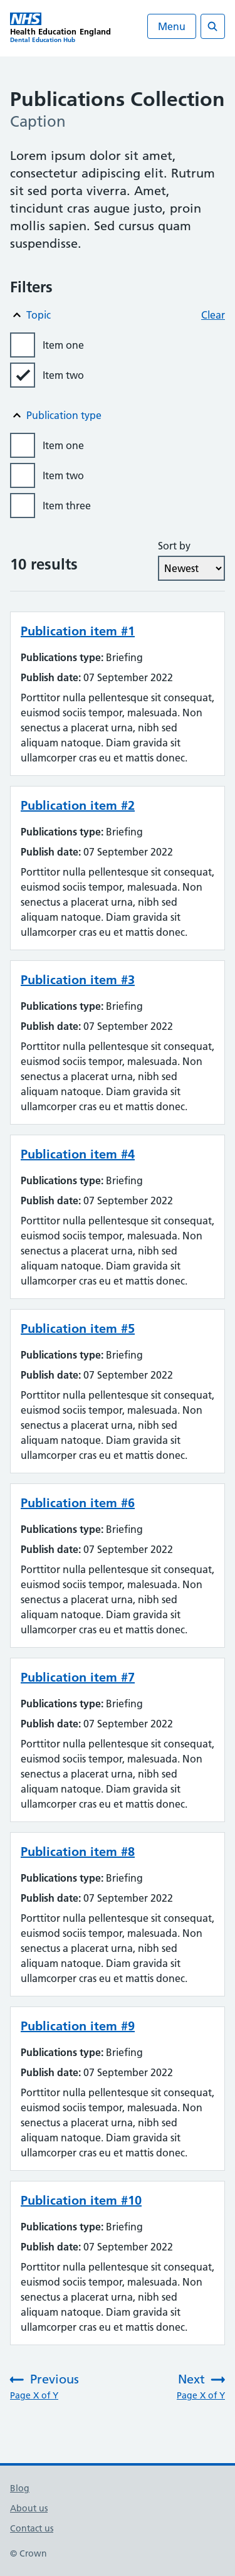 NHS
Health Education England
Dental Education Hub
Menu
Publications Collection
Caption
Lorem ipsum dolor sit amet,
consectetur adipiscing elit. Rutrum
sit sed porta viverra. Amet,
tincidunt cras augue justo, proin
mollis sapien. Sed cursus quam
suspendisse.
Filters
Topic
Clear
Item one
Item two
Publication type
Item one
Item two
Item three
Sort by
10 results
Newest
Publication item #1
Publications type: Briefing
Publish date: 07 September 2022
Porttitor nulla pellentesque sit consequat,
euismod sociis tempor, malesuada. Non
senectus a placerat urna, nibh sed
aliquam natoque. Diam gravida sit
ullamcorper cras eu et mattis donec.
Publication item #2
Publications type: Briefing
Publish date: 07 September 2022
Porttitor nulla pellentesque sit consequat,
euismod sociis tempor, malesuada. Non
senectus a placerat urna, nibh sed
aliquam natoque. Diam gravida sit
ullamcorper cras eu et mattis donec.
Publication item #3
Publications type: Briefing
Publish date: 07 September 2022
Porttitor nulla pellentesque sit consequat,
euismod sociis tempor, malesuada. Non
senectus a placerat urna, nibh sed
aliquam natoque. Diam gravida sit
ullamcorper cras eu et mattis donec.
Publication item #4
Publications type: Briefing
Publish date: 07 September 2022
Porttitor nulla pellentesque sit consequat,
euismod sociis tempor, malesuada. Non
senectus a placerat urna, nibh sed
aliquam natoque. Diam gravida sit
ullamcorper cras eu et mattis donec.
Publication item #5
Publications type: Briefing
Publish date: 07 September 2022
Porttitor nulla pellentesque sit consequat,
euismod sociis tempor, malesuada. Non
senectus a placerat urna, nibh sed
aliquam natoque. Diam gravida sit
ullamcorper cras eu et mattis donec.
Publication item #6
Publications type: Briefing
Publish date: 07 September 2022
Porttitor nulla pellentesque sit consequat,
euismod sociis tempor, malesuada. Non
senectus a placerat urna, nibh sed
aliquam natoque. Diam gravida sit
ullamcorper cras eu et mattis donec.
Publication item #7
Publications type: Briefing
Publish date: 07 September 2022
Porttitor nulla pellentesque sit consequat,
euismod sociis tempor, malesuada. Non
senectus a placerat urna, nibh sed
aliquam natoque. Diam gravida sit
ullamcorper cras eu et mattis donec.
Publication item #8
Publications type: Briefing
Publish date: 07 September 2022
Porttitor nulla pellentesque sit consequat,
euismod sociis tempor, malesuada. Non
senectus a placerat urna, nibh sed
aliquam natoque. Diam gravida sit
ullamcorper cras eu et mattis donec.
Publication item #9
Publications type: Briefing
Publish date: 07 September 2022
Porttitor nulla pellentesque sit consequat,
euismod sociis tempor, malesuada. Non
senectus a placerat urna, nibh sed
aliquam natoque. Diam gravida sit
ullamcorper cras eu et mattis donec.
Publication item #10
Publications type: Briefing
Publish date: 07 September 2022
Porttitor nulla pellentesque sit consequat,
euismod sociis tempor, malesuada. Non
senectus a placerat urna, nibh sed
aliquam natoque. Diam gravida sit
ullamcorper cras eu et mattis donec.
Previous
Page X of Y
Next
Page X of Y
Blog
About us
Contact us
© Crown